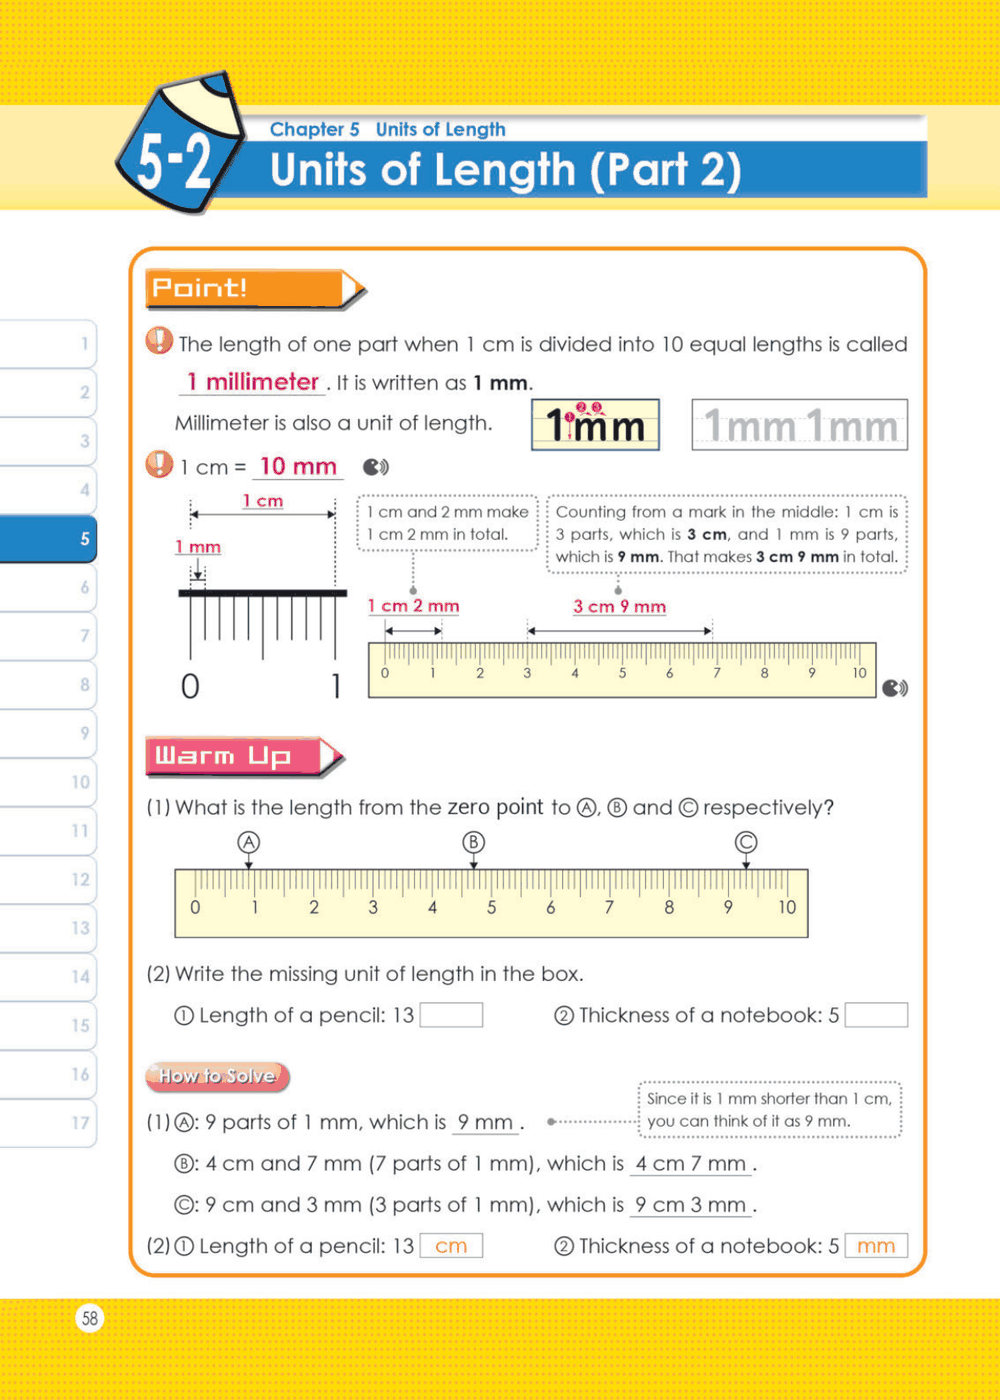 5-2
Chapter 5 Units of Length
Units of Length (Part 2)
Point!
The length of one part when 1 cm is divided into 10 equal lengths is called
1 millimeter . It is written as 1 mm.
Millimeter is also a unit of length.
1mm
1 2 3
1mm 1mm
1 cm = 10 mm
1 cm
1 mm
0 1
1 cm and 2 mm make
1 cm 2 mm in total.
Counting from a mark in the middle: 1 cm is
3 parts, which is 3 cm, and 1 mm is 9 parts,
which is 9 mm. That makes 3 cm 9 mm in total.
1 cm 2 mm
3 cm 9 mm
0 1 2 3 4 5 6 7 8 9 10
Warm Up
(1) What is the length from the zero point to Ⓐ, Ⓑ and Ⓒ respectively?
Ⓐ Ⓑ Ⓒ
0 1 2 3 4 5 6 7 8 9 10
(2) Write the missing unit of length in the box.
① Length of a pencil: 13 ② Thickness of a notebook: 5
How to Solve
Since it is 1 mm shorter than 1 cm,
you can think of it as 9 mm.
(1) Ⓐ: 9 parts of 1 mm, which is 9 mm .
Ⓑ: 4 cm and 7 mm (7 parts of 1 mm), which is 4 cm 7 mm .
Ⓒ: 9 cm and 3 mm (3 parts of 1 mm), which is 9 cm 3 mm .
(2) ① Length of a pencil: 13 cm ② Thickness of a notebook: 5 mm
1
2
3
4
5
6
7
8
9
10
11
12
13
14
15
16
17
58